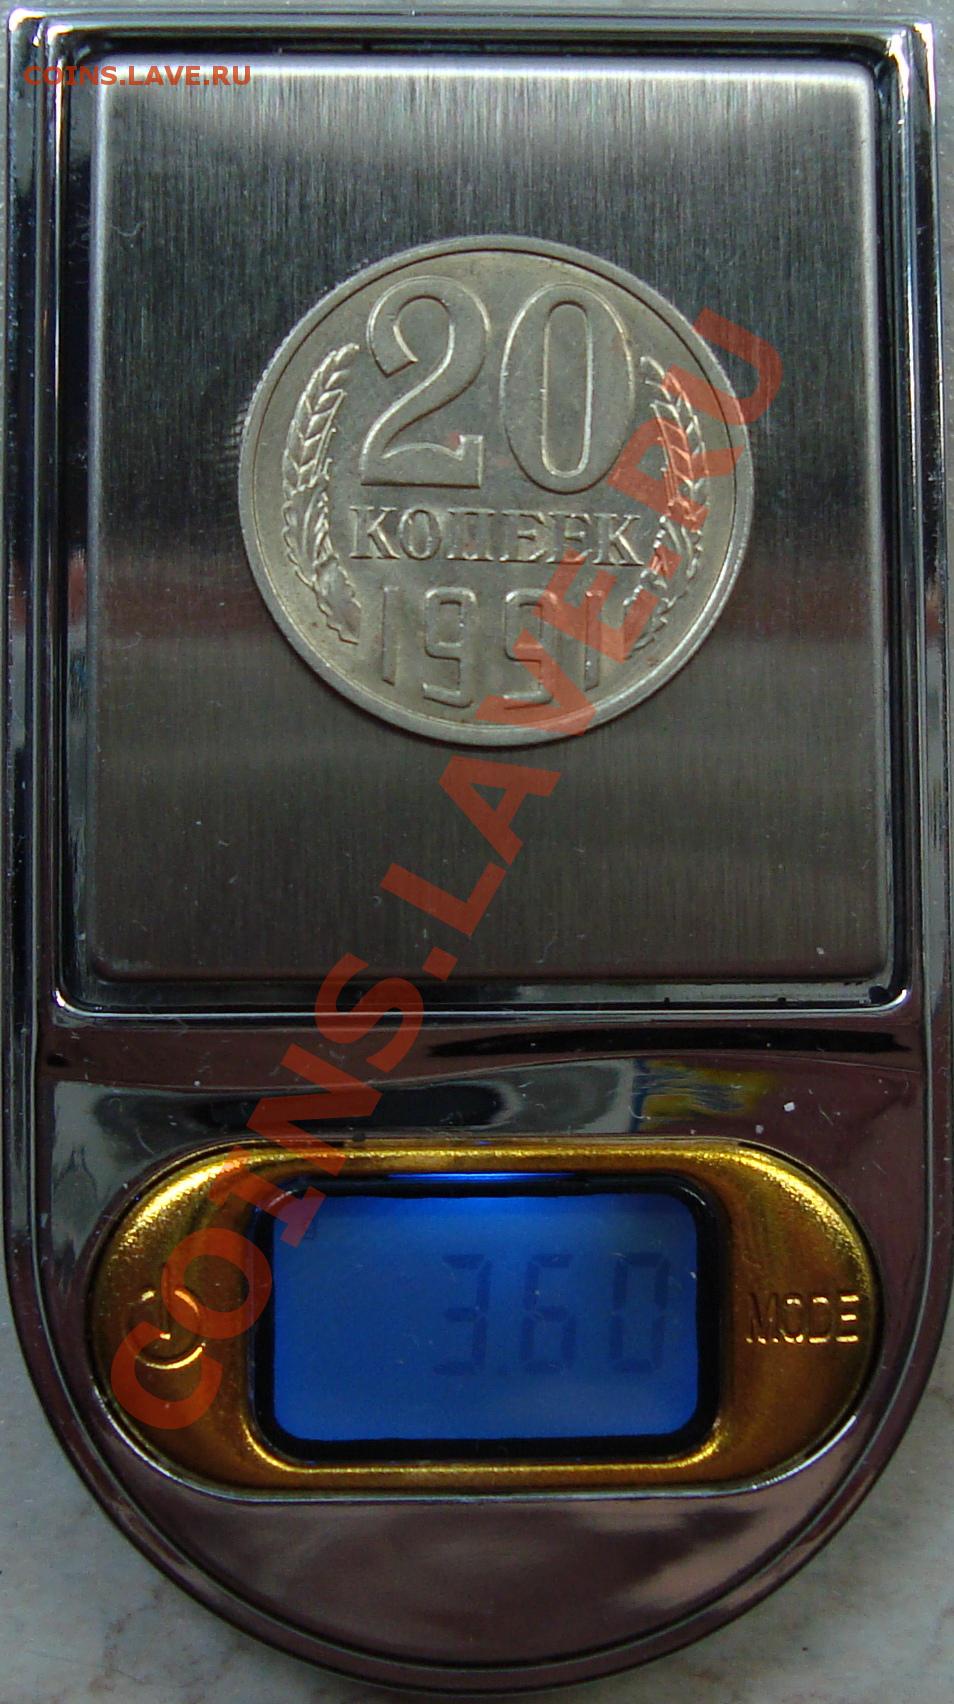 COINS.LAVE.RU
20
КОПЕЕК
1991
COINS.LAVE.RU
3.60
MODE